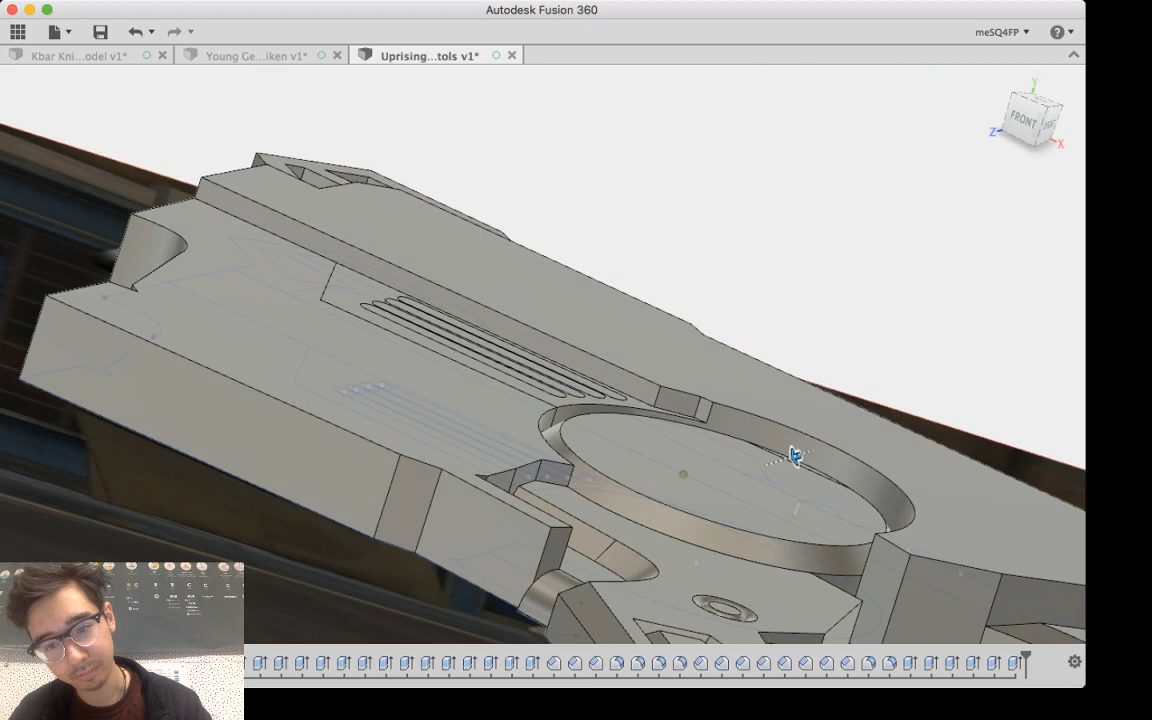 Autodesk Fusion 360
meSQ4FP
Kbar Kni...odel v1*
Young Ge...iken v1*
Uprising...tols v1*
Y
FRONT
Z
X